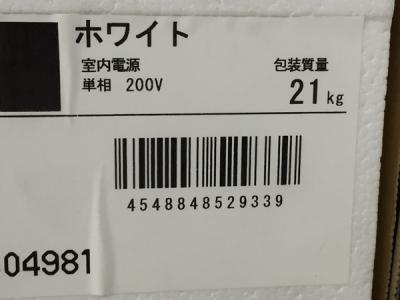 ホワイト
室内電源 包装質量
単相 200V 21kg
4548848529339
04981